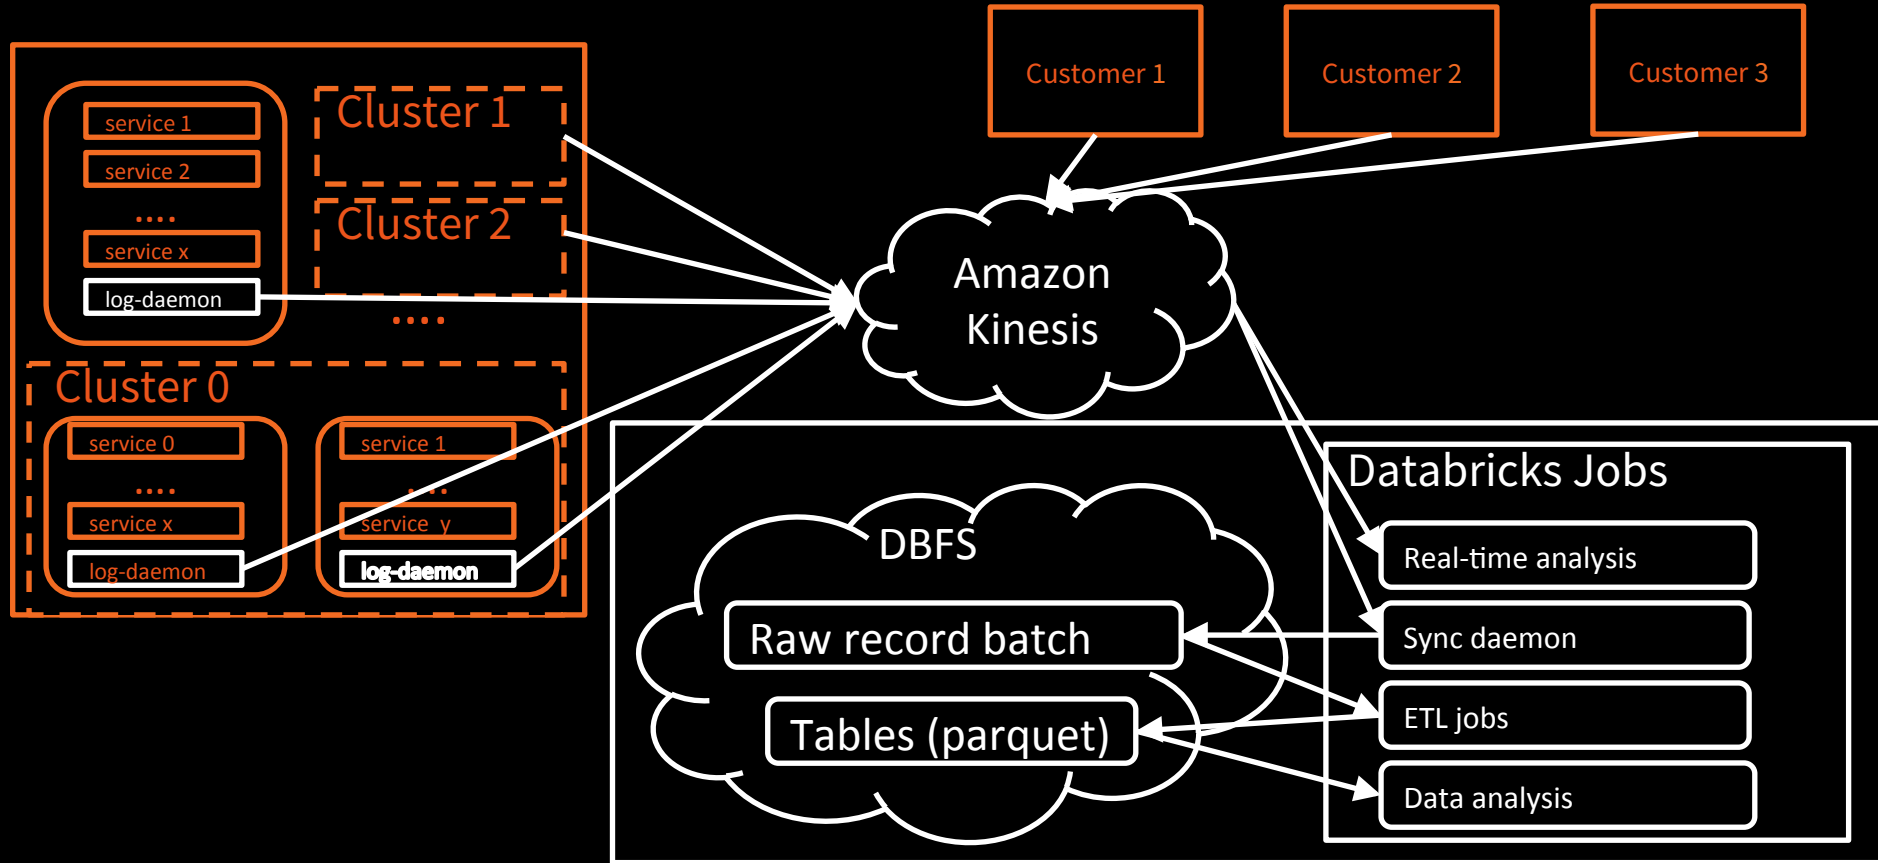 Customer 1
Customer 2
Customer 3
service 1
service 2
....
service x
log-daemon
Cluster 1
Cluster 2
....
Cluster 0
service 0
....
service x
log-daemon
service 1
....
service y
log-daemon
Amazon
Kinesis
DBFS
Raw record batch
Tables (parquet)
Databricks Jobs
Real-time analysis
Sync daemon
ETL jobs
Data analysis